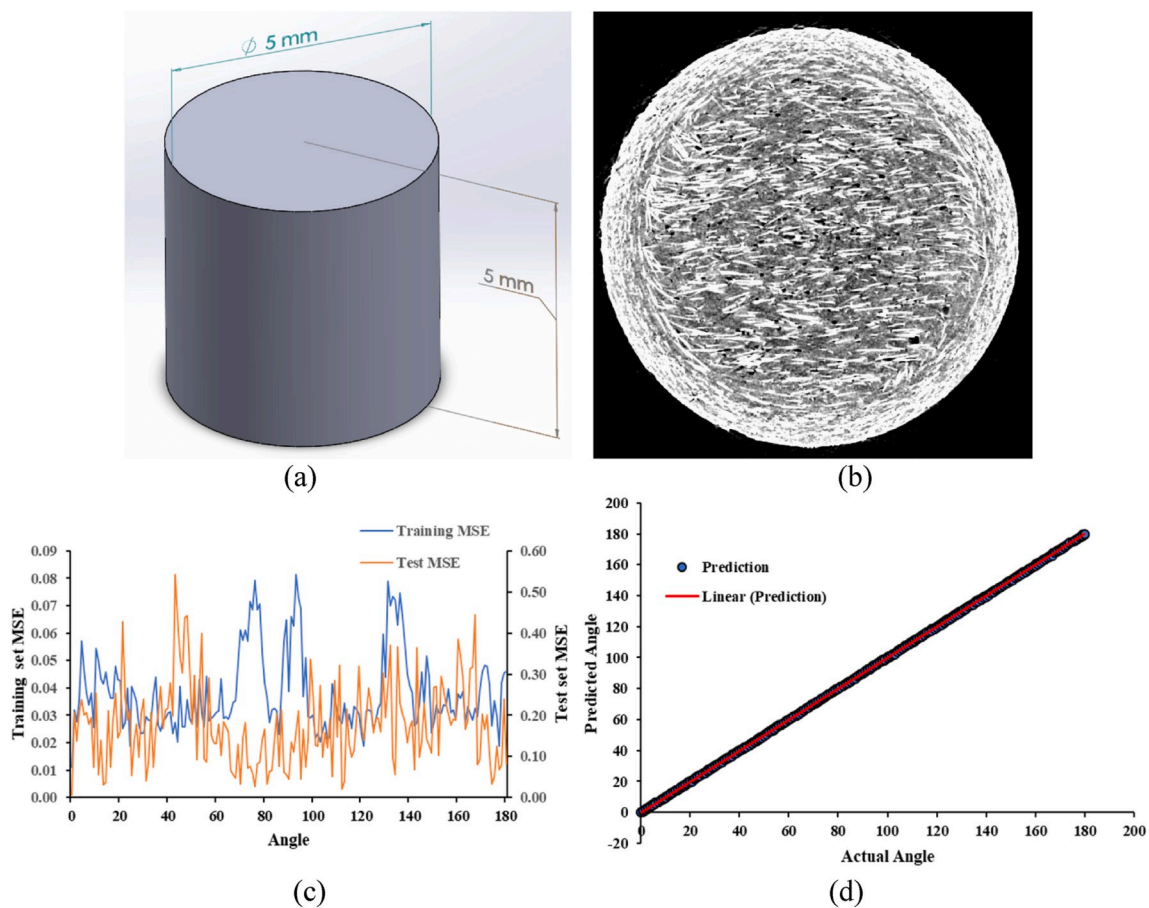 ∅ 5 mm
5 mm
(a)
(b)
Training MSE
Test MSE
0.09
0.08
0.07
0.06
0.05
0.04
0.03
0.02
0.01
0.00
Training set MSE
0.60
0.50
0.40
0.30
0.20
0.10
0.00
Test set MSE
0 20 40 60 80 100 120 140 160 180
Angle
(c)
200
180
160
140
120
100
80
60
40
20
0
-20
Predicted Angle
Prediction
Linear (Prediction)
0 20 40 60 80 100 120 140 160 180 200
Actual Angle
(d)